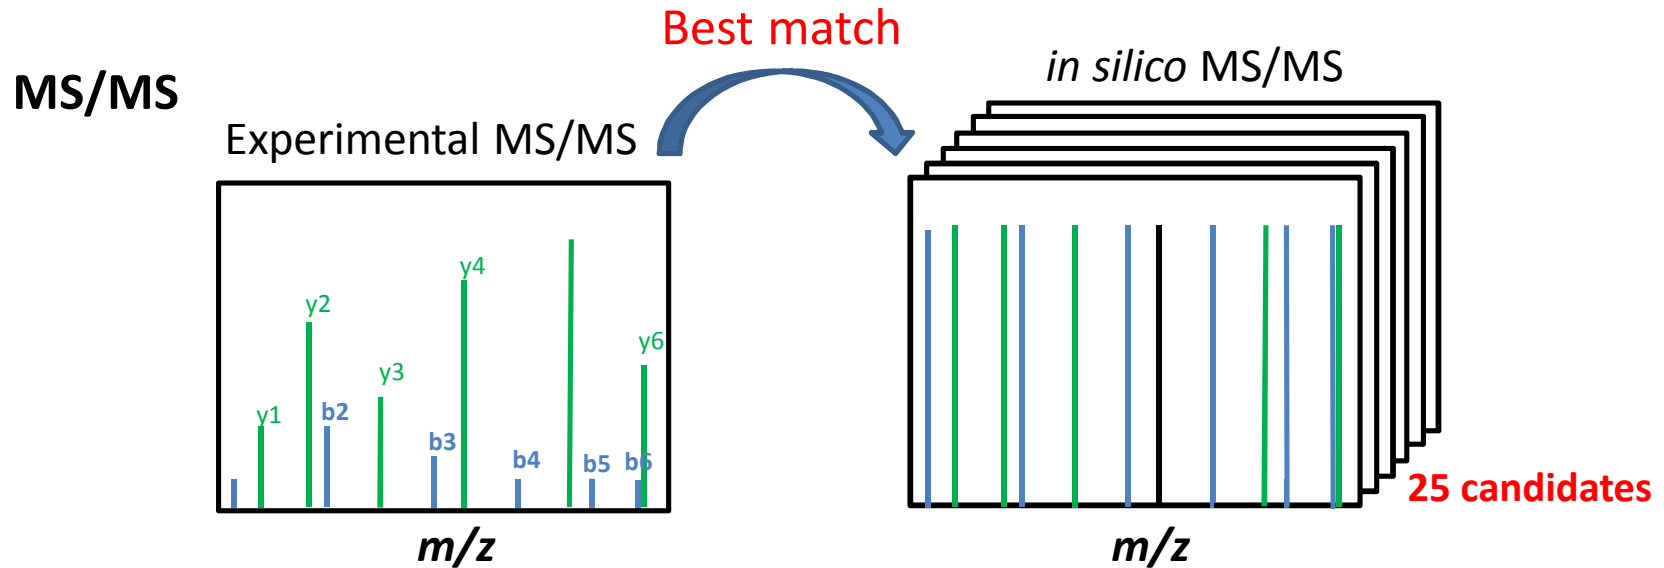 Best match
MS/MS
in silico MS/MS
Experimental MS/MS
y4
y2
y6
y3
y1
b2
b3
b4
b5
b6
25 candidates
m/z
m/z